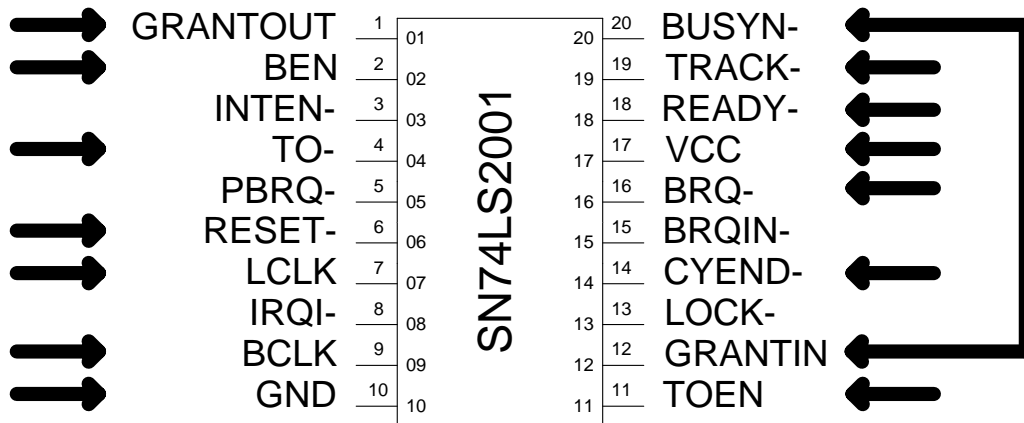 GRANTOUT 1 01 20 20 BUSYN-
BEN 2 02 19 19 TRACK-
INTEN- 3 03 18 18 READY-
TO- 4 04 17 17 VCC
PBRQ- 5 05 16 16 BRQ-
RESET- 6 06 15 15 BRQIN-
LCLK 7 07 14 14 CYEND-
IRQI- 8 08 13 13 LOCK-
BCLK 9 09 12 12 GRANTIN
GND 10 10 11 11 TOEN
SN74LS2001